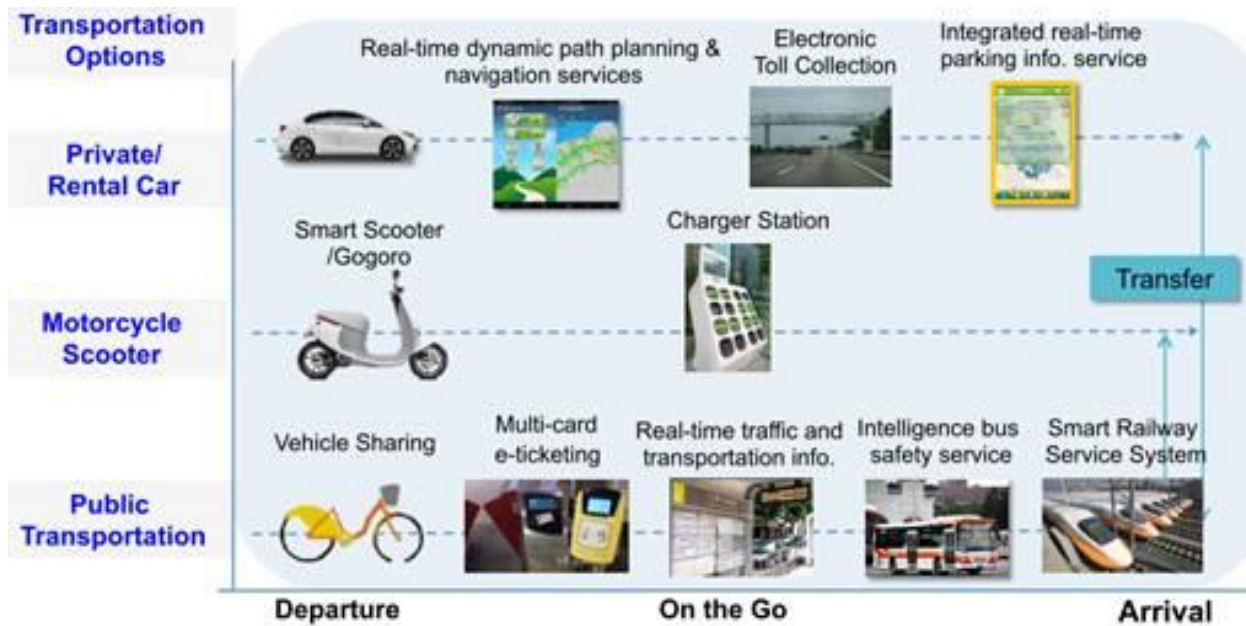 Transportation
Options
Real-time dynamic path planning &
navigation services
Electronic
Toll Collection
Integrated real-time
parking info. service
Private/
Rental Car
Smart Scooter
/Gogoro
Charger Station
Transfer
Motorcycle
Scooter
Vehicle Sharing
Multi-card
e-ticketing
Real-time traffic and
transportation info.
Intelligence bus
safety service
Smart Railway
Service System
Public
Transportation
Departure
On the Go
Arrival